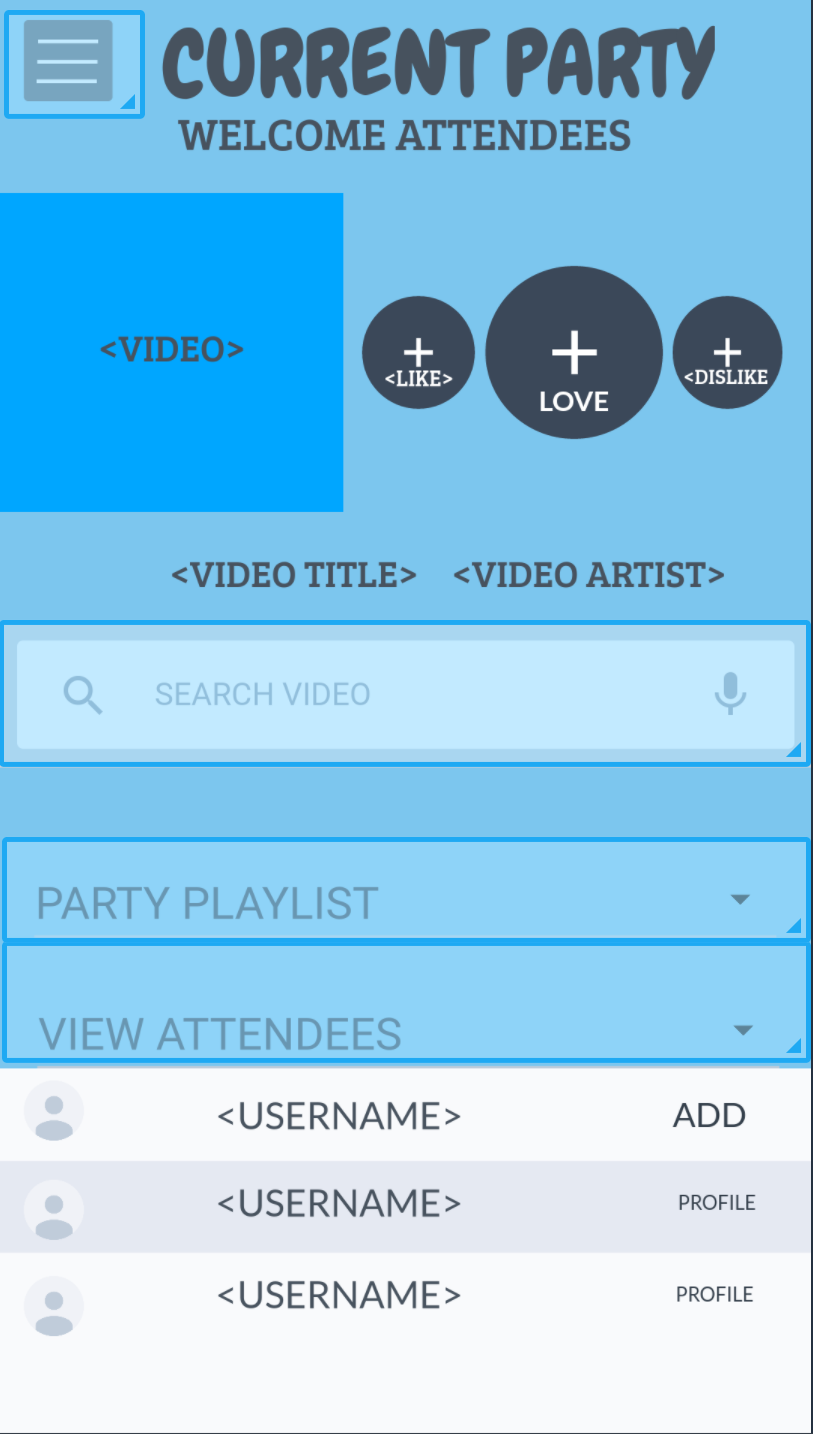 CURRENT PARTY
WELCOME ATTENDEES
<VIDEO>
<LIKE>
LOVE
<DISLIKE
<VIDEO TITLE> <VIDEO ARTIST>
SEARCH VIDEO
PARTY PLAYLIST
VIEW ATTENDEES
<USERNAME> ADD
<USERNAME> PROFILE
<USERNAME> PROFILE